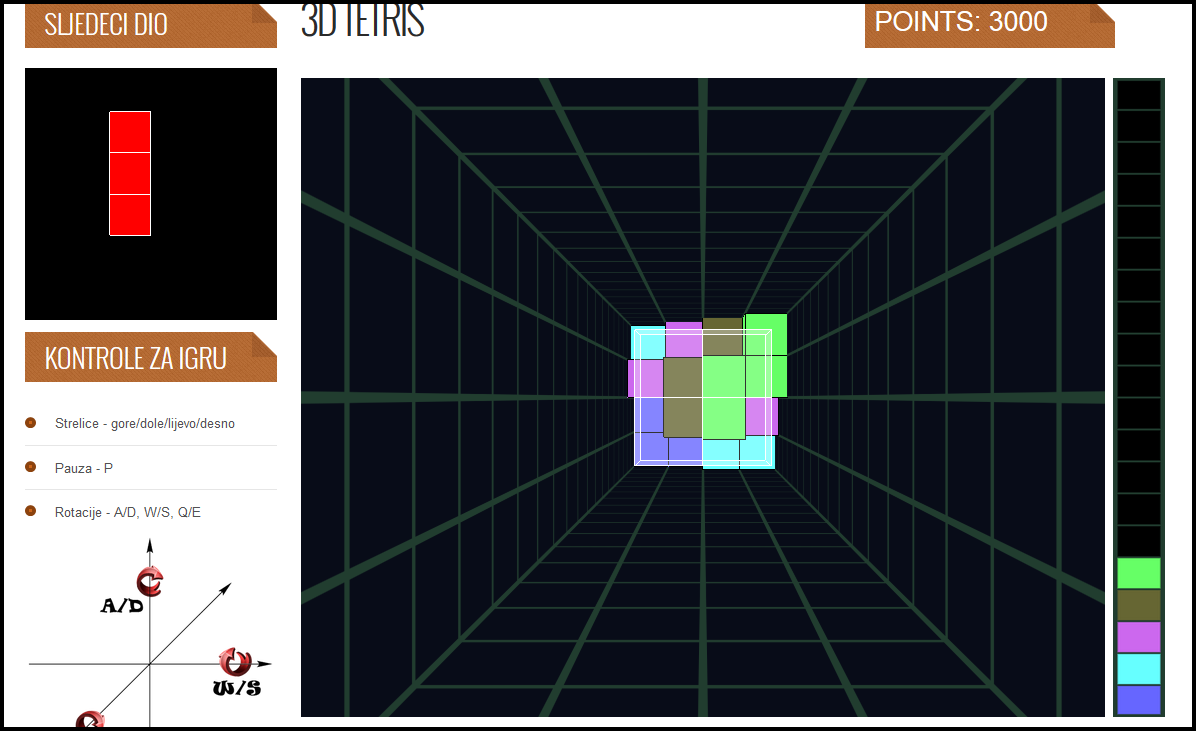 SLJEDECI DIO
3D TETRIS
POINTS: 3000
KONTROLE ZA IGRU
Strelice - gore/dole/lijevo/desno
Pauza - P
Rotacije - A/D, W/S, Q/E
A/D
W/S